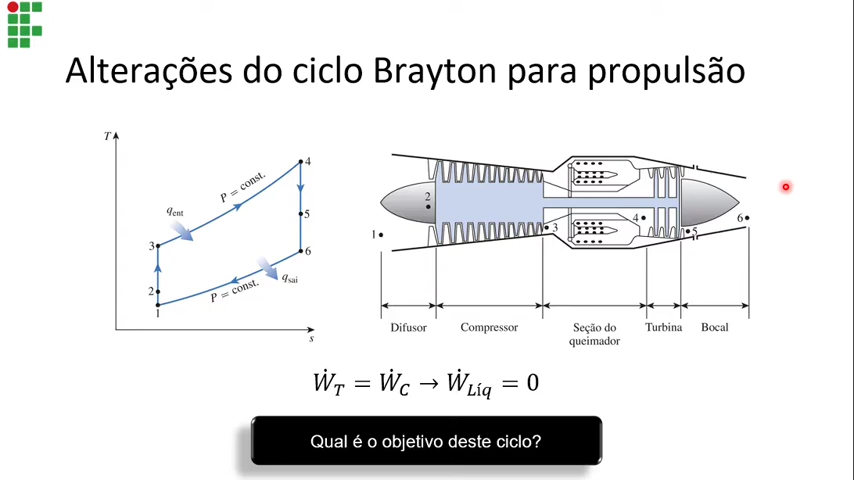 Alterações do ciclo Brayton para propulsão
T
4
P = const.
q_ent
5
3
6
q_sai
P = const.
2
1
s
2
1
3
4
5
6
Difusor Compressor Seção do queimador Turbina Bocal
Ẇ_T = Ẇ_C → Ẇ_Líq = 0
Qual é o objetivo deste ciclo?